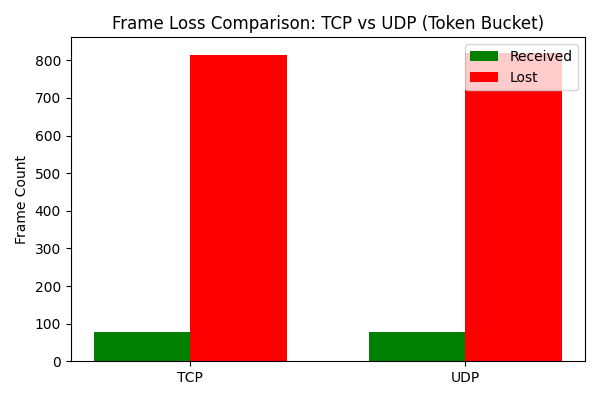 Frame Loss Comparison: TCP vs UDP (Token Bucket)
Received
Lost
Frame Count
800
700
600
500
400
300
200
100
0
TCP
UDP